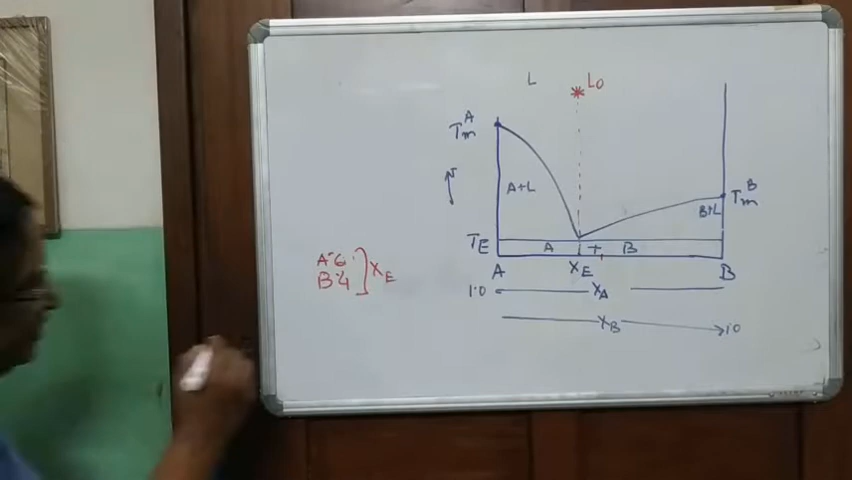 L
L0
T_m^A
A+L
T_m^B
B+L
T_E
A + B
A X_E B
A: 6
B: 4
] X_E
1.0 X_A
X_B 1.0